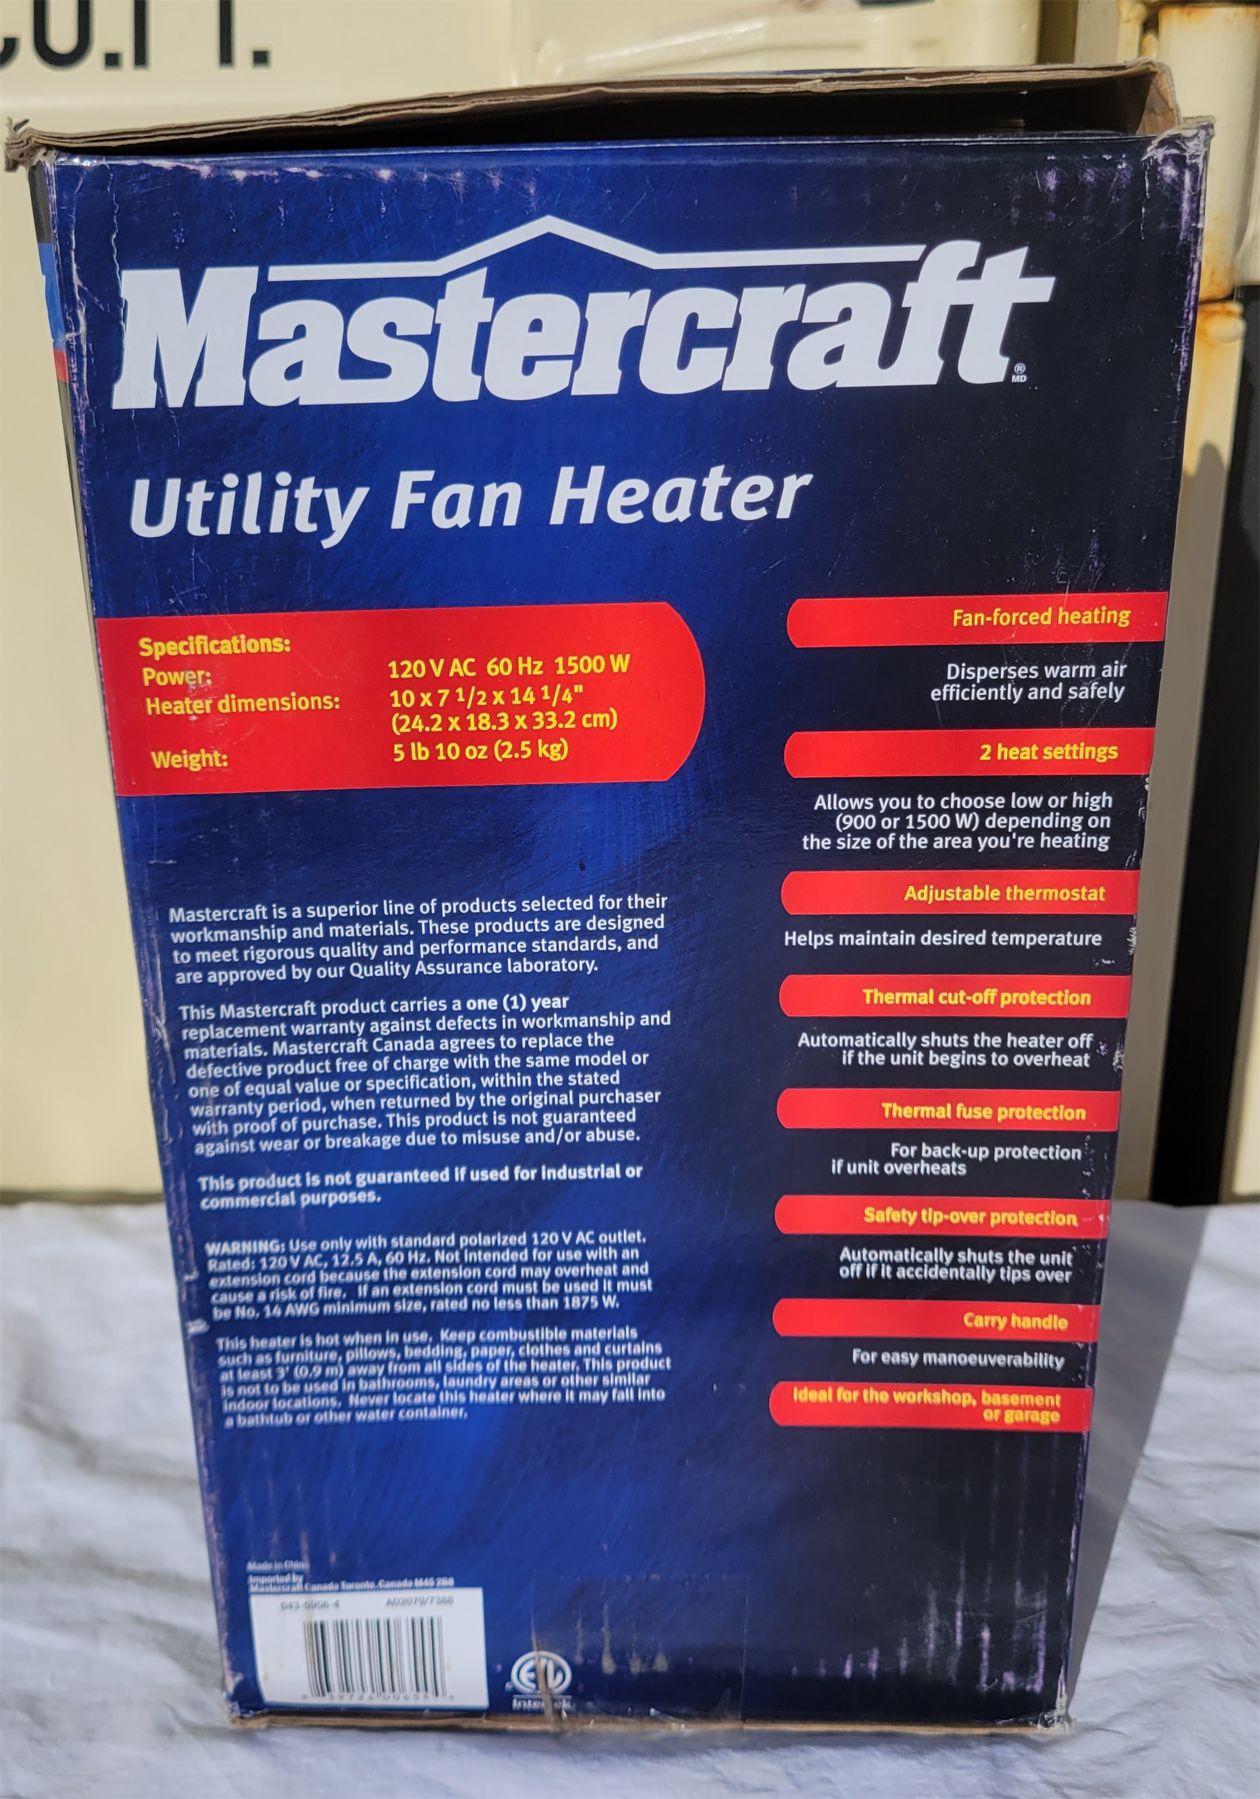 CU.FT.
Mastercraft
® MD
Utility Fan Heater
Specifications:
Power: 120 V AC 60 Hz 1500 W
Heater dimensions: 10 x 7 1/2 x 14 1/4"
(24.2 x 18.3 x 33.2 cm)
Weight: 5 lb 10 oz (2.5 kg)
Mastercraft is a superior line of products selected for their
workmanship and materials. These products are designed
to meet rigorous quality and performance standards, and
are approved by our Quality Assurance laboratory.
This Mastercraft product carries a one (1) year
replacement warranty against defects in workmanship and
materials. Mastercraft Canada agrees to replace the
defective product free of charge with the same model or
one of equal value or specification, within the stated
warranty period, when returned by the original purchaser
with proof of purchase. This product is not guaranteed
against wear or breakage due to misuse and/or abuse.
This product is not guaranteed if used for industrial or
commercial purposes.
WARNING: Use only with standard polarized 120 V AC outlet.
Rated: 120 V AC, 12.5 A, 60 Hz. Not intended for use with an
extension cord because the extension cord may overheat and
cause a risk of fire. If an extension cord must be used it must
be No. 14 AWG minimum size, rated no less than 1875 W.
This heater is hot when in use. Keep combustible materials
such as furniture, pillows, bedding, paper, clothes and curtains
at least 3' (0.9 m) away from all sides of the heater. This product
is not to be used in bathrooms, laundry areas or other similar
indoor locations. Never locate this heater where it may fall into
a bathtub or other water container.
Fan-forced heating
Disperses warm air
efficiently and safely
2 heat settings
Allows you to choose low or high
(900 or 1500 W) depending on
the size of the area you're heating
Adjustable thermostat
Helps maintain desired temperature
Thermal cut-off protection
Automatically shuts the heater off
if the unit begins to overheat
Thermal fuse protection
For back-up protection
if unit overheats
Safety tip-over protection
Automatically shuts the unit
off if it accidentally tips over
Carry handle
For easy manoeuverability
Ideal for the workshop, basement
or garage
Made in China
Imported by
Mastercraft Canada Toronto, Canada M4S 2B8
ETL
Intertek